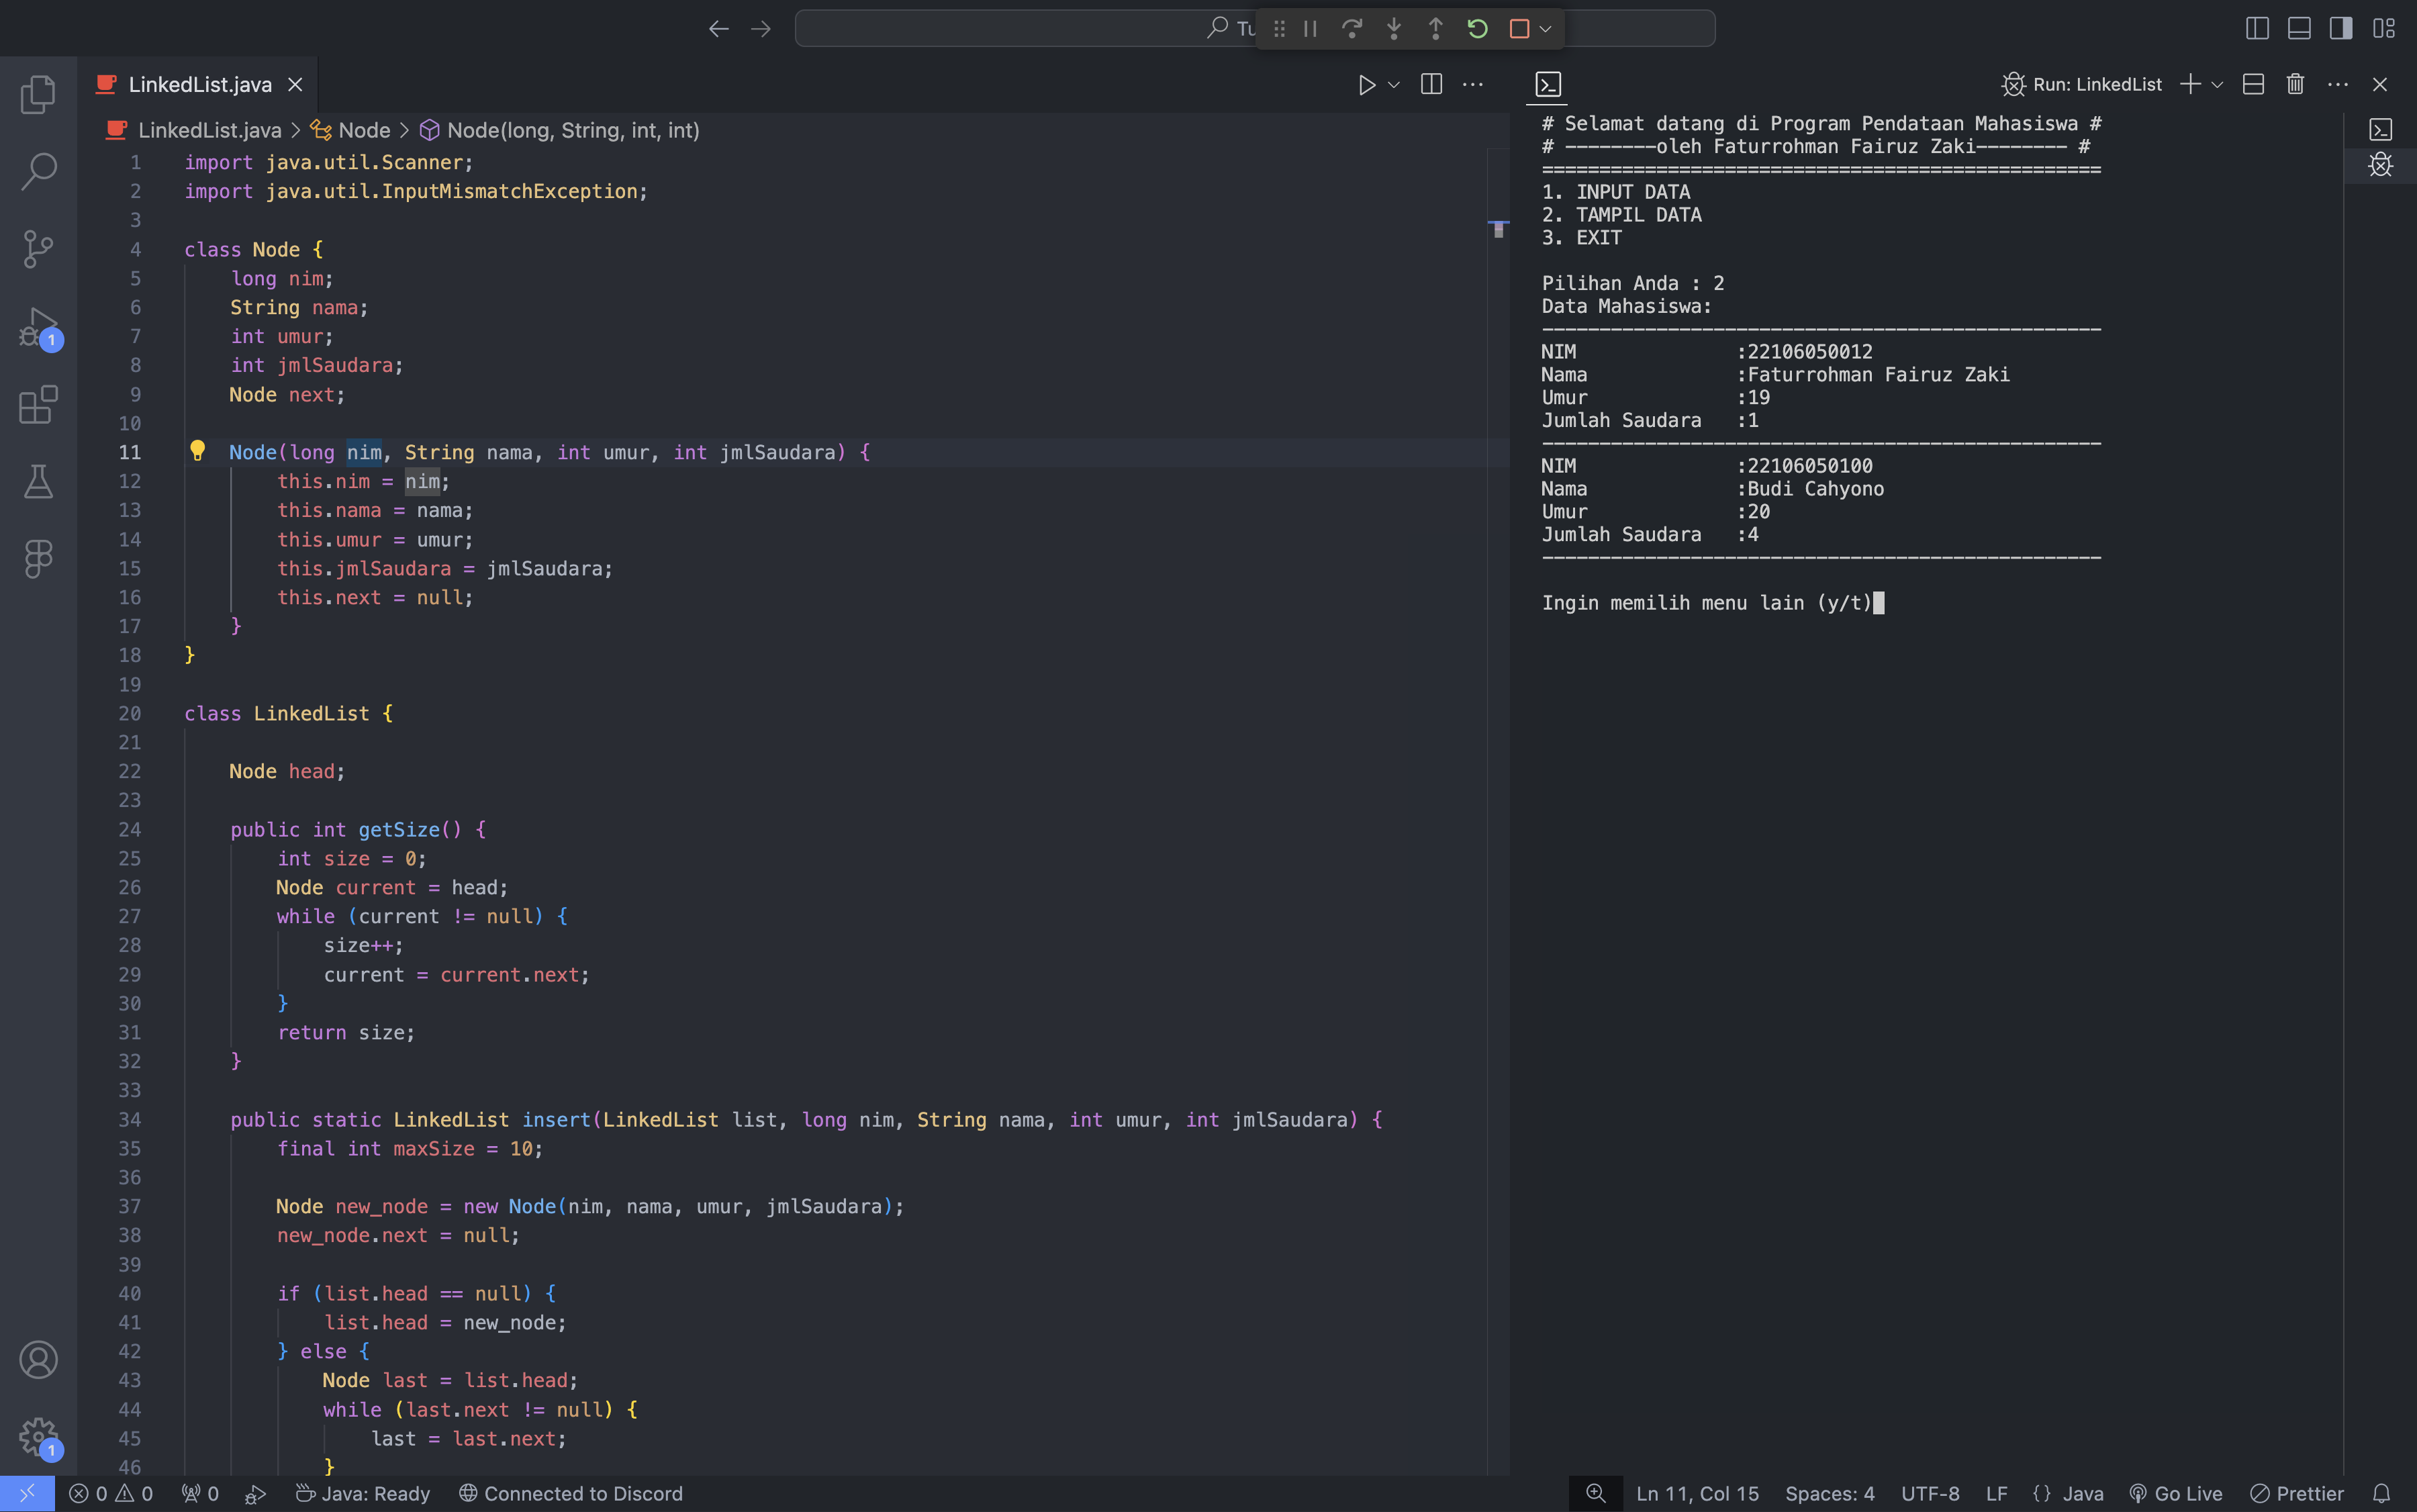 Tu
LinkedList.java
Run: LinkedList
LinkedList.java > Node > Node(long, String, int, int)
1 import java.util.Scanner;
2 import java.util.InputMismatchException;
3
4 class Node {
5 long nim;
6 String nama;
7 int umur;
8 int jmlSaudara;
9 Node next;
10
11 Node(long nim, String nama, int umur, int jmlSaudara) {
12 this.nim = nim;
13 this.nama = nama;
14 this.umur = umur;
15 this.jmlSaudara = jmlSaudara;
16 this.next = null;
17 }
18 }
19
20 class LinkedList {
21
22 Node head;
23
24 public int getSize() {
25 int size = 0;
26 Node current = head;
27 while (current != null) {
28 size++;
29 current = current.next;
30 }
31 return size;
32 }
33
34 public static LinkedList insert(LinkedList list, long nim, String nama, int umur, int jmlSaudara) {
35 final int maxSize = 10;
36
37 Node new_node = new Node(nim, nama, umur, jmlSaudara);
38 new_node.next = null;
39
40 if (list.head == null) {
41 list.head = new_node;
42 } else {
43 Node last = list.head;
44 while (last.next != null) {
45 last = last.next;
46 }
# Selamat datang di Program Pendataan Mahasiswa #
# --------oleh Faturrohman Fairuz Zaki-------- #
=================================================
1. INPUT DATA
2. TAMPIL DATA
3. EXIT
Pilihan Anda : 2
Data Mahasiswa:
-------------------------------------------------
NIM :22106050012
Nama :Faturrohman Fairuz Zaki
Umur :19
Jumlah Saudara :1
-------------------------------------------------
NIM :22106050100
Nama :Budi Cahyono
Umur :20
Jumlah Saudara :4
-------------------------------------------------
Ingin memilih menu lain (y/t)
1
1
0 0 0 Java: Ready Connected to Discord
Ln 11, Col 15 Spaces: 4 UTF-8 LF {} Java Go Live Prettier